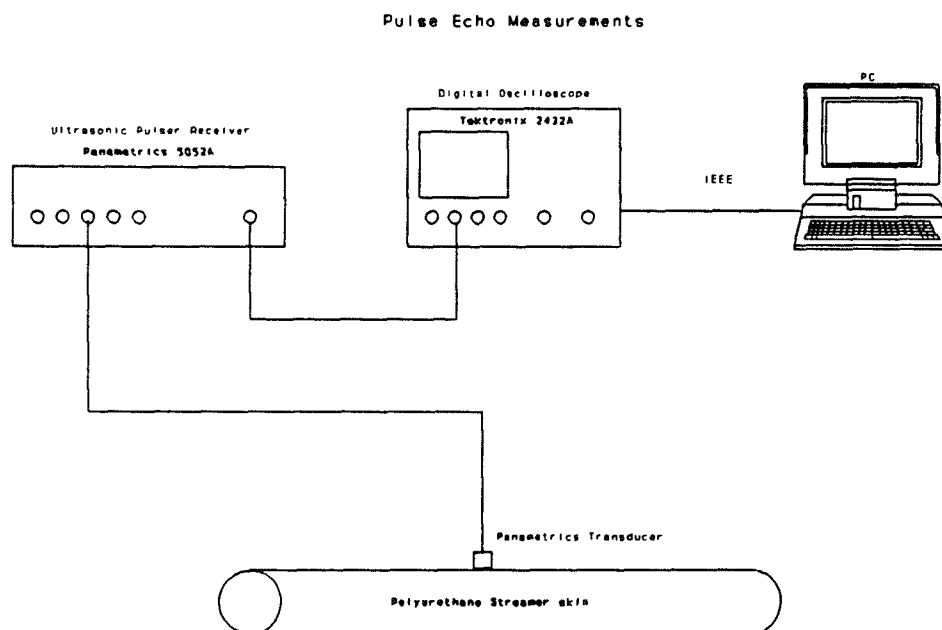 Pulse Echo Measurements
PC
Digital Oscilloscope
Tektronix 2432A
Ultrasonic Pulser Receiver
Panametrics 5052A
IEEE
Panametrics Transducer
Polyurethane Streamer skin